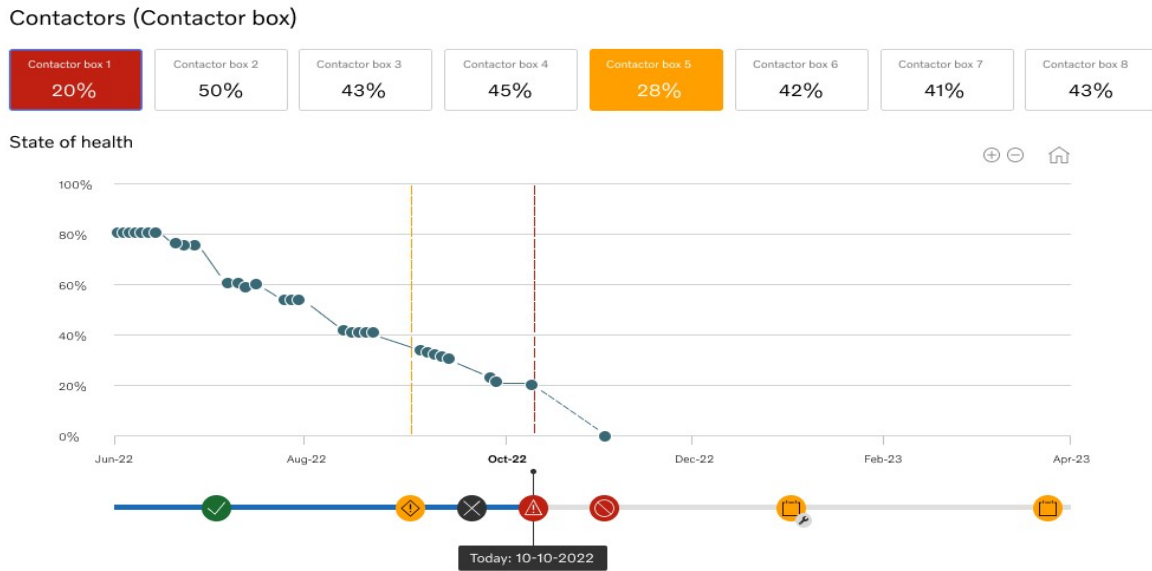 Contactors (Contactor box)
Contactor box 1
20%
Contactor box 2
50%
Contactor box 3
43%
Contactor box 4
45%
Contactor box 5
28%
Contactor box 6
42%
Contactor box 7
41%
Contactor box 8
43%
State of health
100%
80%
60%
40%
20%
0%
Jun-22 Aug-22 Oct-22 Dec-22 Feb-23 Apr-23
Today: 10-10-2022